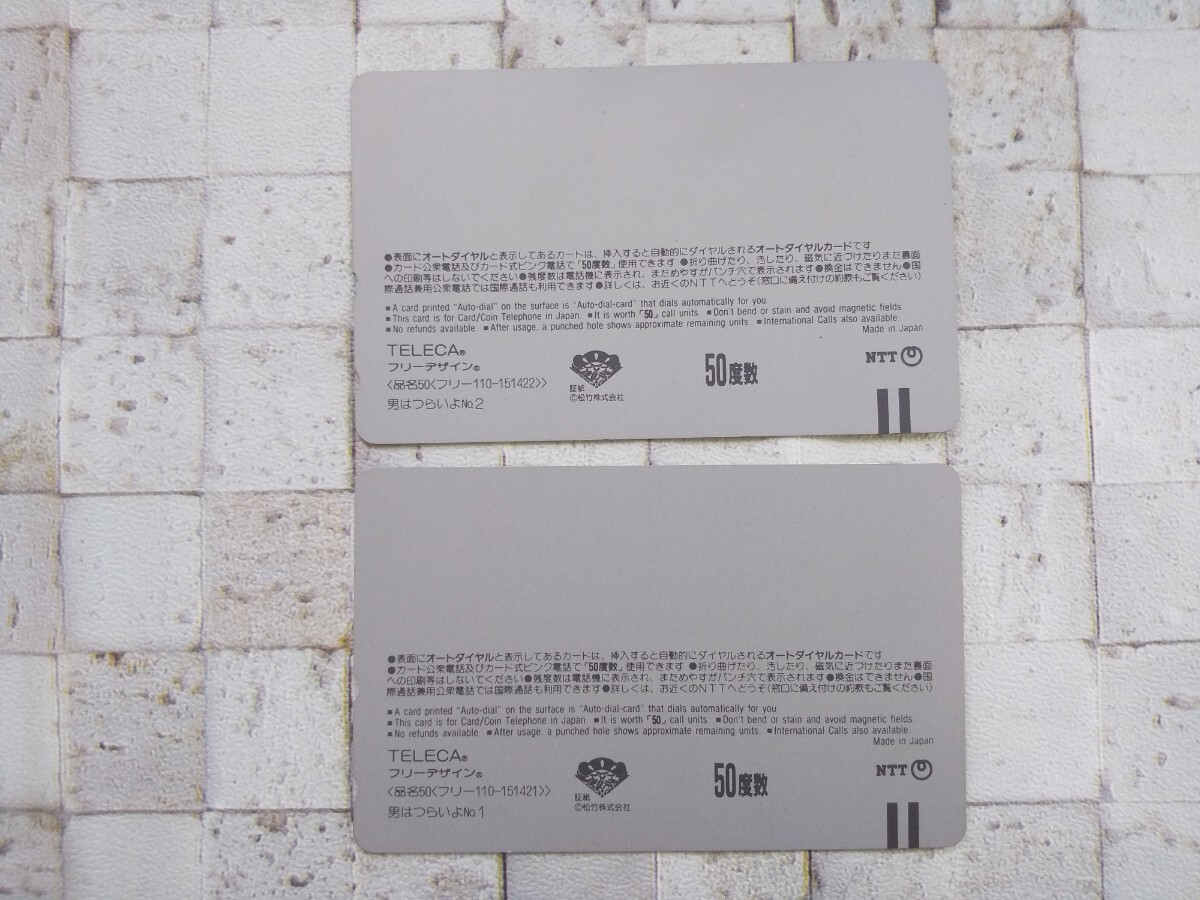 ●表面にオートダイヤルと表示してあるカードは、挿入すると自動的にダイヤルされるオートダイヤルカードです
●カード公衆電話及びカード式ピンク電話で「50度数」使用できます ●折り曲げたり、汚したり、磁気に近づけたりまた裏面
への印刷等はしないでください●残度数は電話機に表示され、まためやすがパンチ穴で表示されます●換金はできません●国
際通話兼用公衆電話では国際通話も利用できます●詳しくは、お近くのNTTへどうぞ(窓口に備え付けの約款もご覧ください)
■A card printed “Auto-dial” on the surface is “Auto-dial-card” that dials automatically for you.
■This card is for Card/Coin Telephone in Japan. ■It is worth「50」call units. ■Don't bend or stain and avoid magnetic fields.
■No refunds available. ■After usage, a punched hole shows approximate remaining units. ■International Calls also available.
Made in Japan
TELECA®
フリーデザイン®
〈品名50〈フリー110-151422〉〉
男はつらいよNo.2
証紙
©松竹株式会社
50度数
NTT
●表面にオートダイヤルと表示してあるカードは、挿入すると自動的にダイヤルされるオートダイヤルカードです
●カード公衆電話及びカード式ピンク電話で「50度数」使用できます ●折り曲げたり、汚したり、磁気に近づけたりまた裏面
への印刷等はしないでください●残度数は電話機に表示され、まためやすがパンチ穴で表示されます●換金はできません●国
際通話兼用公衆電話では国際通話も利用できます●詳しくは、お近くのNTTへどうぞ(窓口に備え付けの約款もご覧ください)
■A card printed “Auto-dial” on the surface is “Auto-dial-card” that dials automatically for you.
■This card is for Card/Coin Telephone in Japan. ■It is worth「50」call units. ■Don't bend or stain and avoid magnetic fields.
■No refunds available. ■After usage, a punched hole shows approximate remaining units. ■International Calls also available.
Made in Japan
TELECA®
フリーデザイン®
〈品名50〈フリー110-151421〉〉
男はつらいよNo.1
証紙
©松竹株式会社
50度数
NTT